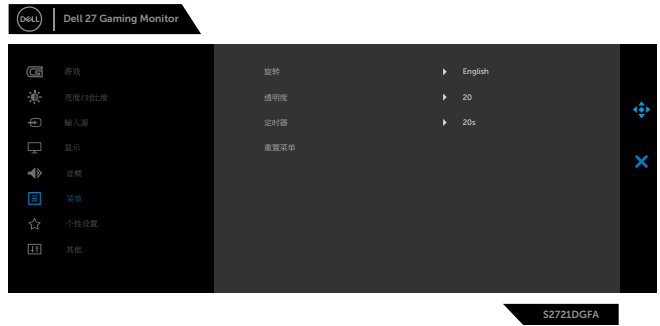 DELL
Dell 27 Gaming Monitor
游戏
亮度/对比度
输入源
显示
音频
菜单
个性设置
其他
旋转 English
透明度 20
定时器 20s
重置菜单
S2721DGFA